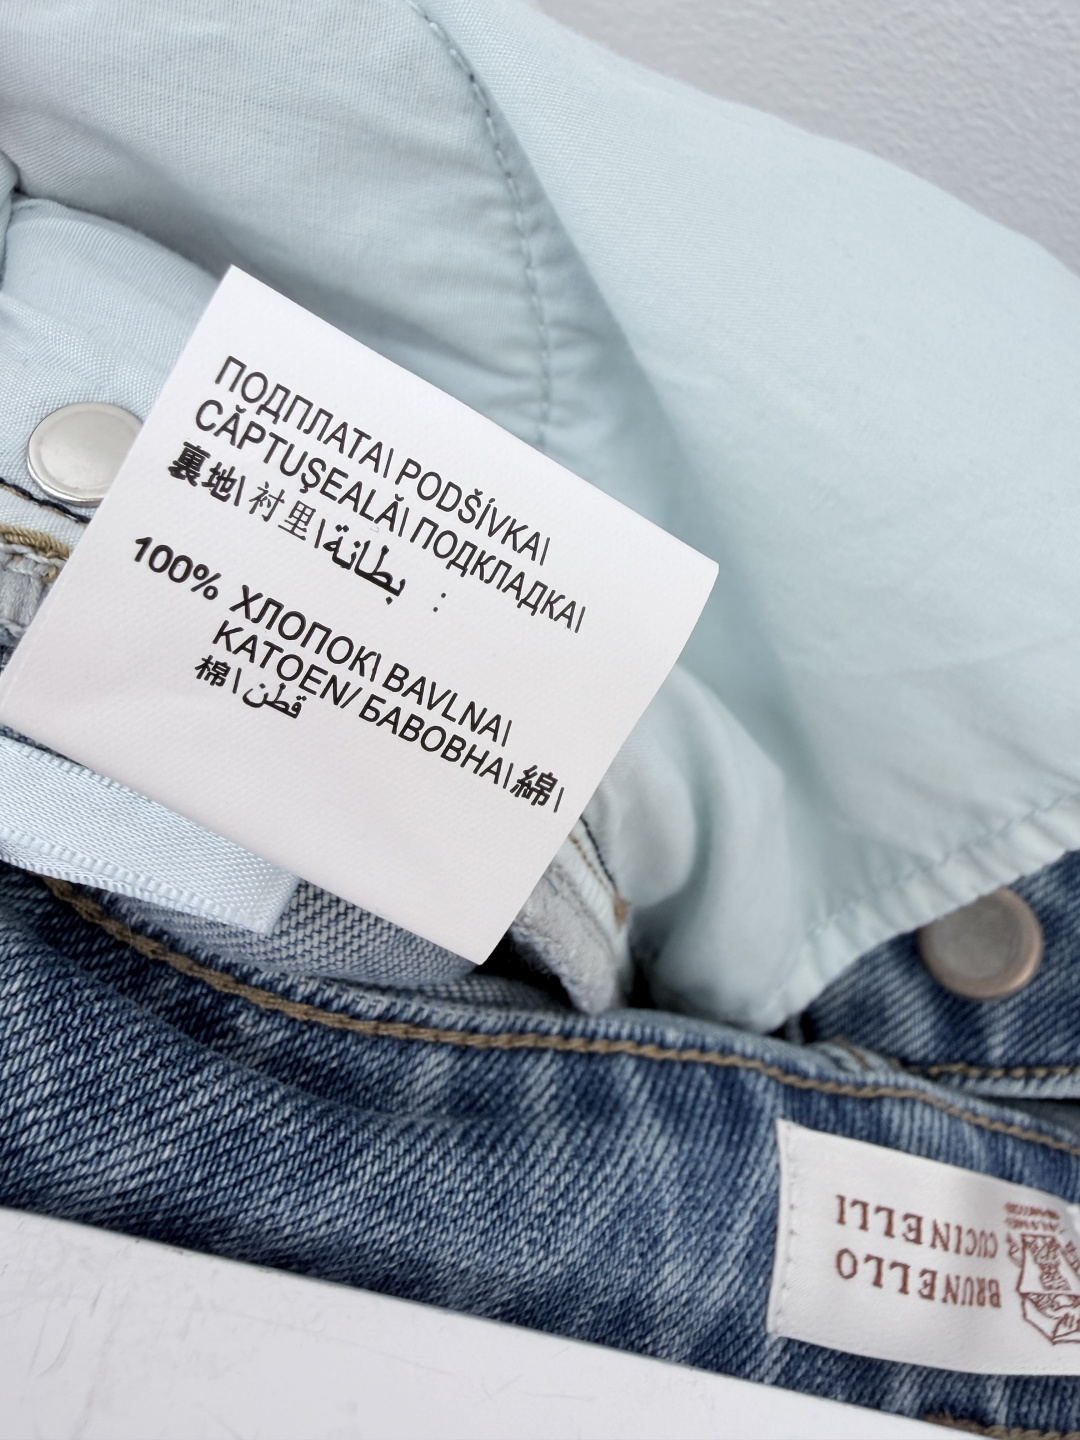 ПОДПЛАТА\ PODŠÍVKA\
CĂPTUŞEALĂ\ ПОДКЛАДКА\
裏地\ 衬里\ بطانة :
100% ХЛОПОК\ BAVLNA\
KATOEN/ БАВОВНА\ 綿\
棉\ قطن
BRUNELLO
CUCINELLI